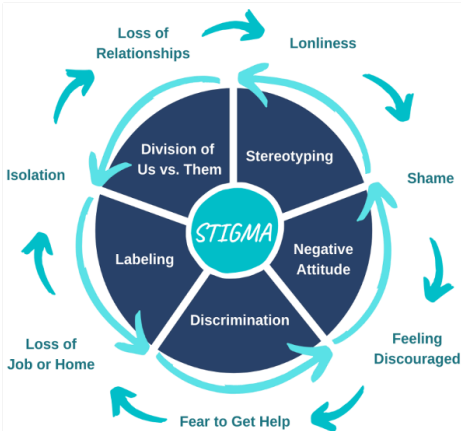 Loss of
Relationships
Lonliness
Division of
Us vs. Them
Stereotyping
Isolation
Shame
STIGMA
Labeling
Negative
Attitude
Discrimination
Loss of
Job or Home
Feeling
Discouraged
Fear to Get Help